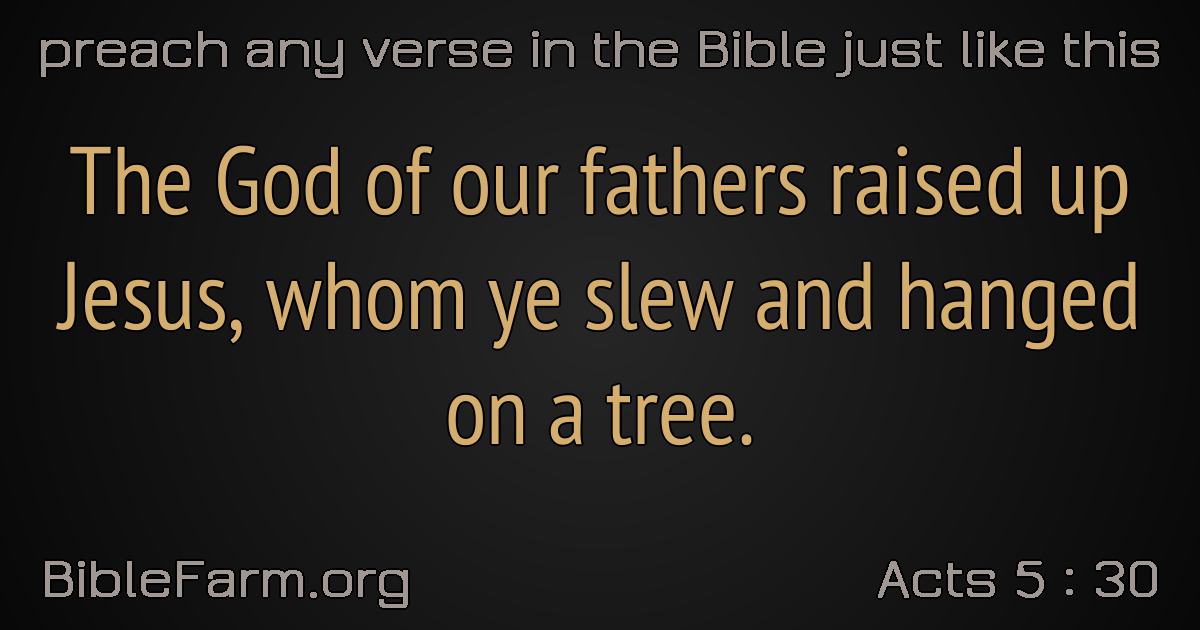 preach any verse in the Bible just like this
The God of our fathers raised up
Jesus, whom ye slew and hanged
on a tree.
BibleFarm.org
Acts 5 : 30